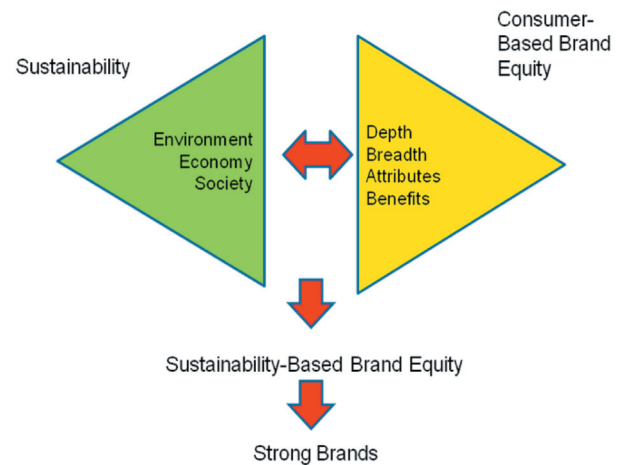 Sustainability
Consumer-
Based Brand
Equity
Environment
Economy
Society
Depth
Breadth
Attributes
Benefits
Sustainability-Based Brand Equity
Strong Brands